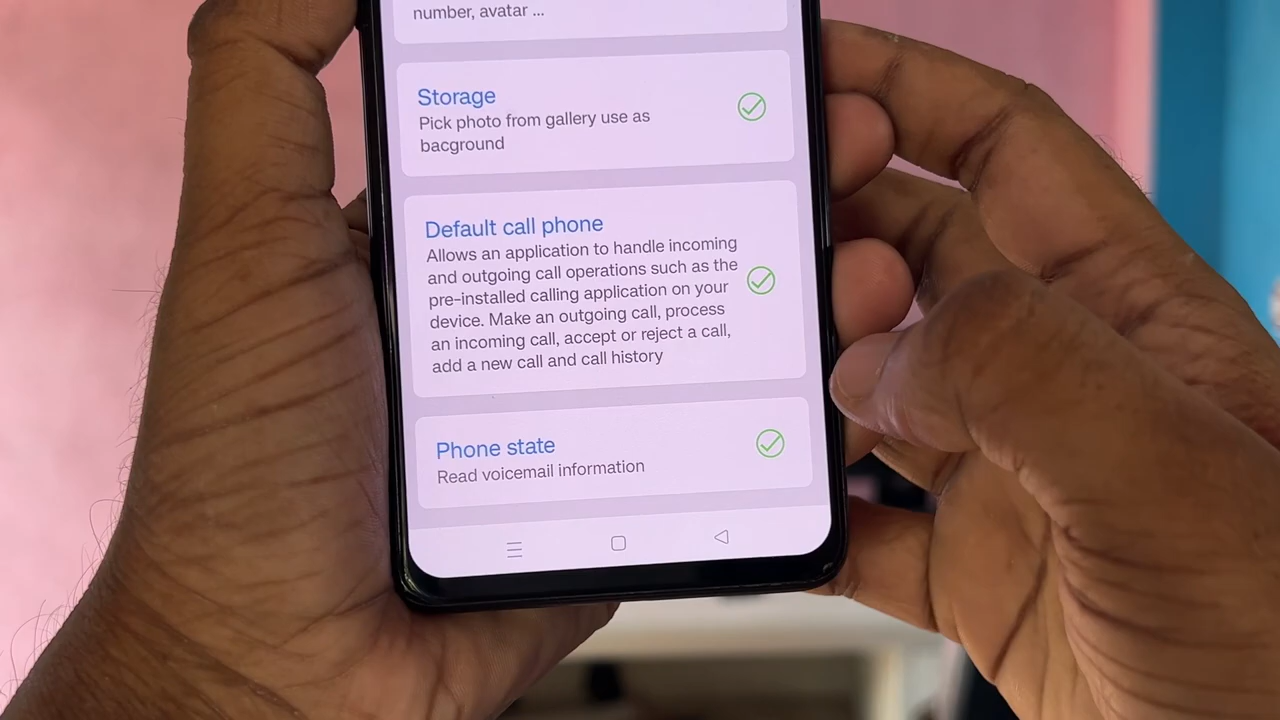 number, avatar ...
Storage
Pick photo from gallery use as
bacground
Default call phone
Allows an application to handle incoming
and outgoing call operations such as the
pre-installed calling application on your
device. Make an outgoing call, process
an incoming call, accept or reject a call,
add a new call and call history
Phone state
Read voicemail information